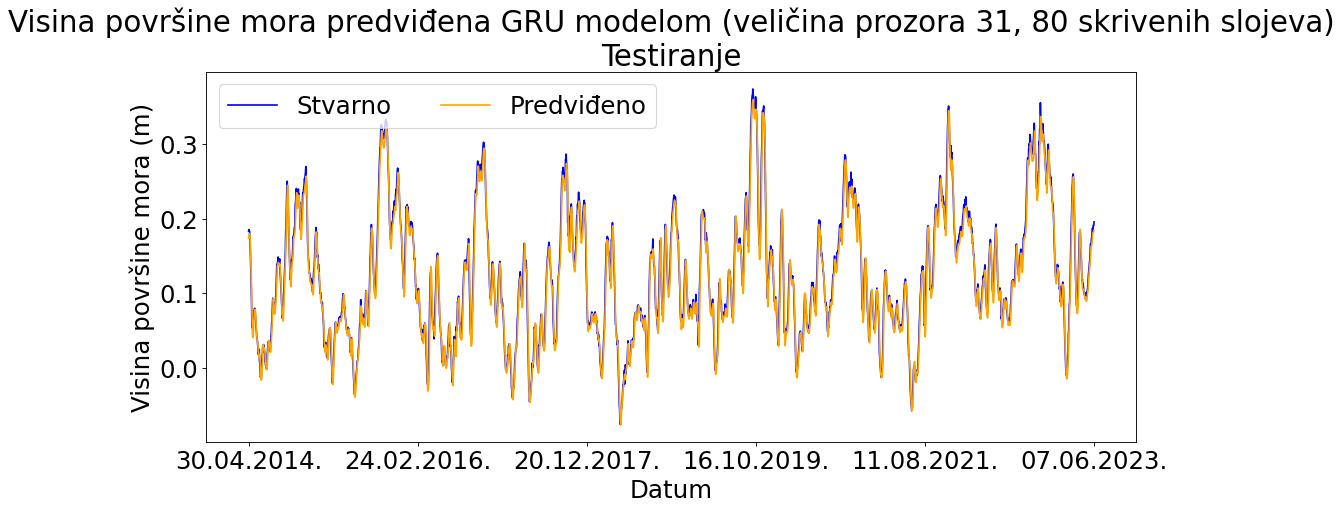 Visina površine mora predviđena GRU modelom (veličina prozora 31, 80 skrivenih slojeva)
Testiranje
Stvarno
Predviđeno
Visina površine mora (m)
0.3
0.2
0.1
0.0
30.04.2014.
24.02.2016.
20.12.2017.
16.10.2019.
11.08.2021.
07.06.2023.
Datum